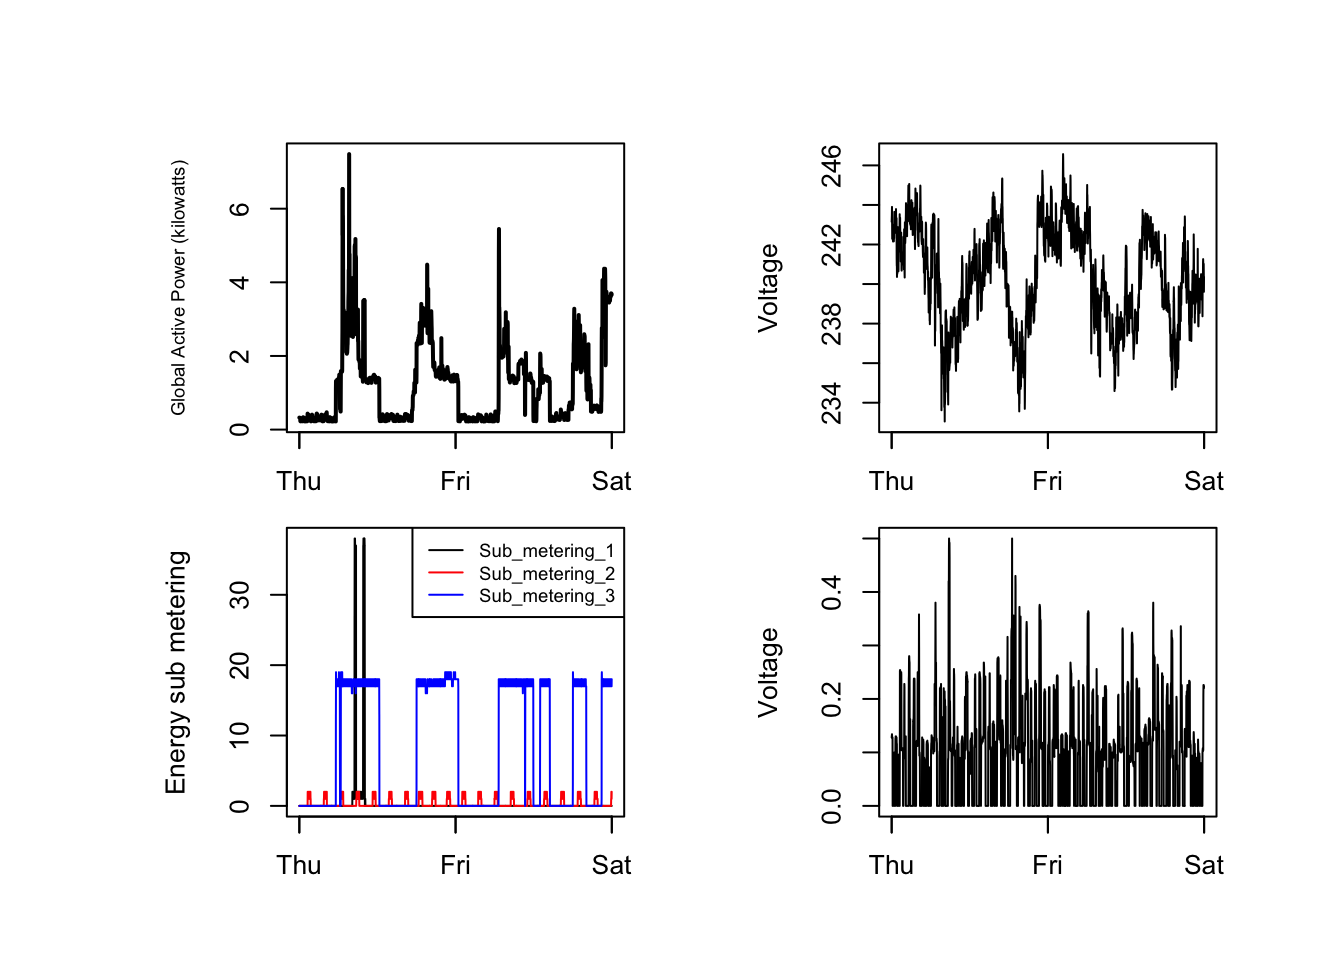 Global Active Power (kilowatts)
0
2
4
6
Thu
Fri
Sat
Voltage
234
238
242
246
Thu
Fri
Sat
Energy sub metering
0
10
20
30
Sub_metering_1
Sub_metering_2
Sub_metering_3
Thu
Fri
Sat
Voltage
0.0
0.2
0.4
Thu
Fri
Sat